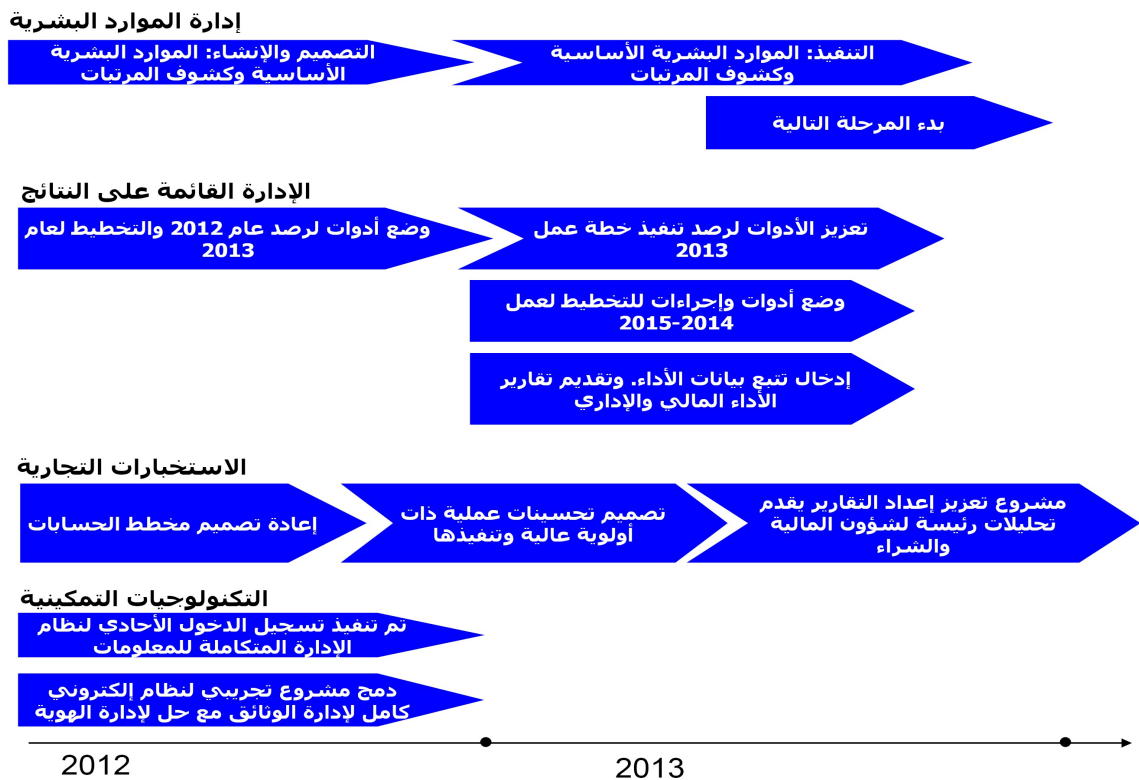 إدارة الموارد البشرية
التصميم والإنشاء: الموارد البشرية
الأساسية وكشوف المرتبات
التنفيذ: الموارد البشرية الأساسية
وكشوف المرتبات
بدء المرحلة التالية
الإدارة القائمة على النتائج
وضع أدوات لرصد عام 2012 والتخطيط لعام
2013
تعزيز الأدوات لرصد تنفيذ خطة عمل
2013
وضع أدوات وإجراءات للتخطيط لعمل
2015-2014
إدخال تتبع بيانات الأداء. وتقديم تقارير
الأداء المالي والإداري
الاستخبارات التجارية
إعادة تصميم مخطط الحسابات
تصميم تحسينات عملية ذات
أولوية عالية وتنفيذها
مشروع تعزيز إعداد التقارير يقدم
تحليلات رئيسة لشؤون المالية
والشراء
التكنولوجيات التمكينية
تم تنفيذ تسجيل الدخول الأحادي لنظام
الإدارة المتكاملة للمعلومات
دمج مشروع تجريبي لنظام إلكتروني
كامل لإدارة الوثائق مع حل لإدارة الهوية
2012
2013